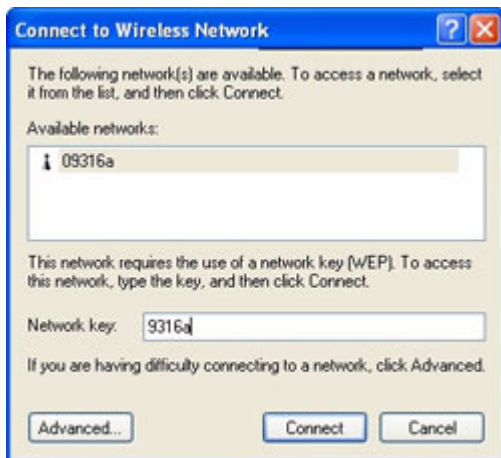 Connect to Wireless Network
The following network(s) are available. To access a network, select
it from the list, and then click Connect.
Available networks:
09316a
This network requires the use of a network key (WEP). To access
this network, type the key, and then click Connect.
Network key: 9316a
If you are having difficulty connecting to a network, click Advanced.
Advanced... Connect Cancel